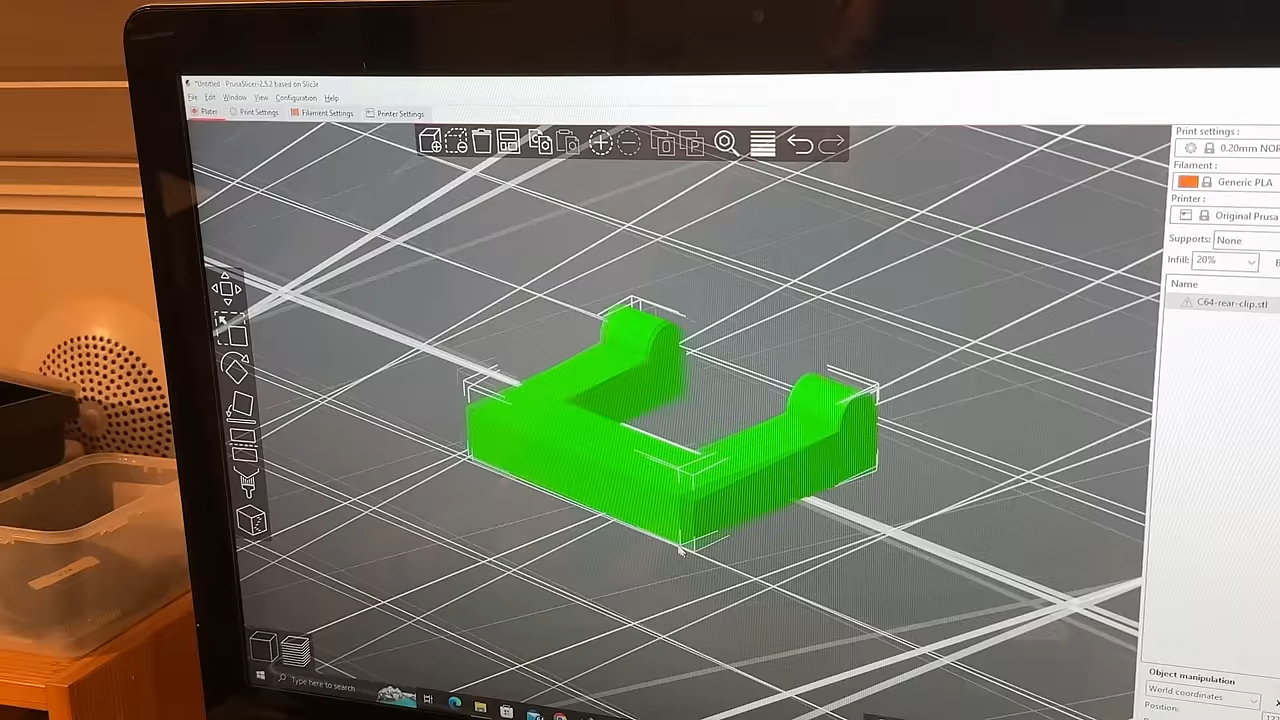 *Untitled - PrusaSlicer-2.5.2 based on Slic3r
File Edit Window View Configuration Help
Plater Print Settings Filament Settings Printer Settings
Print settings :
0.20mm NOR
Filament :
Generic PLA
Printer :
Original Prusa
Supports: None
Infill: 20%
Name
C64-rear-clip.stl
Object manipulation
World coordinates
Position:
Type here to search